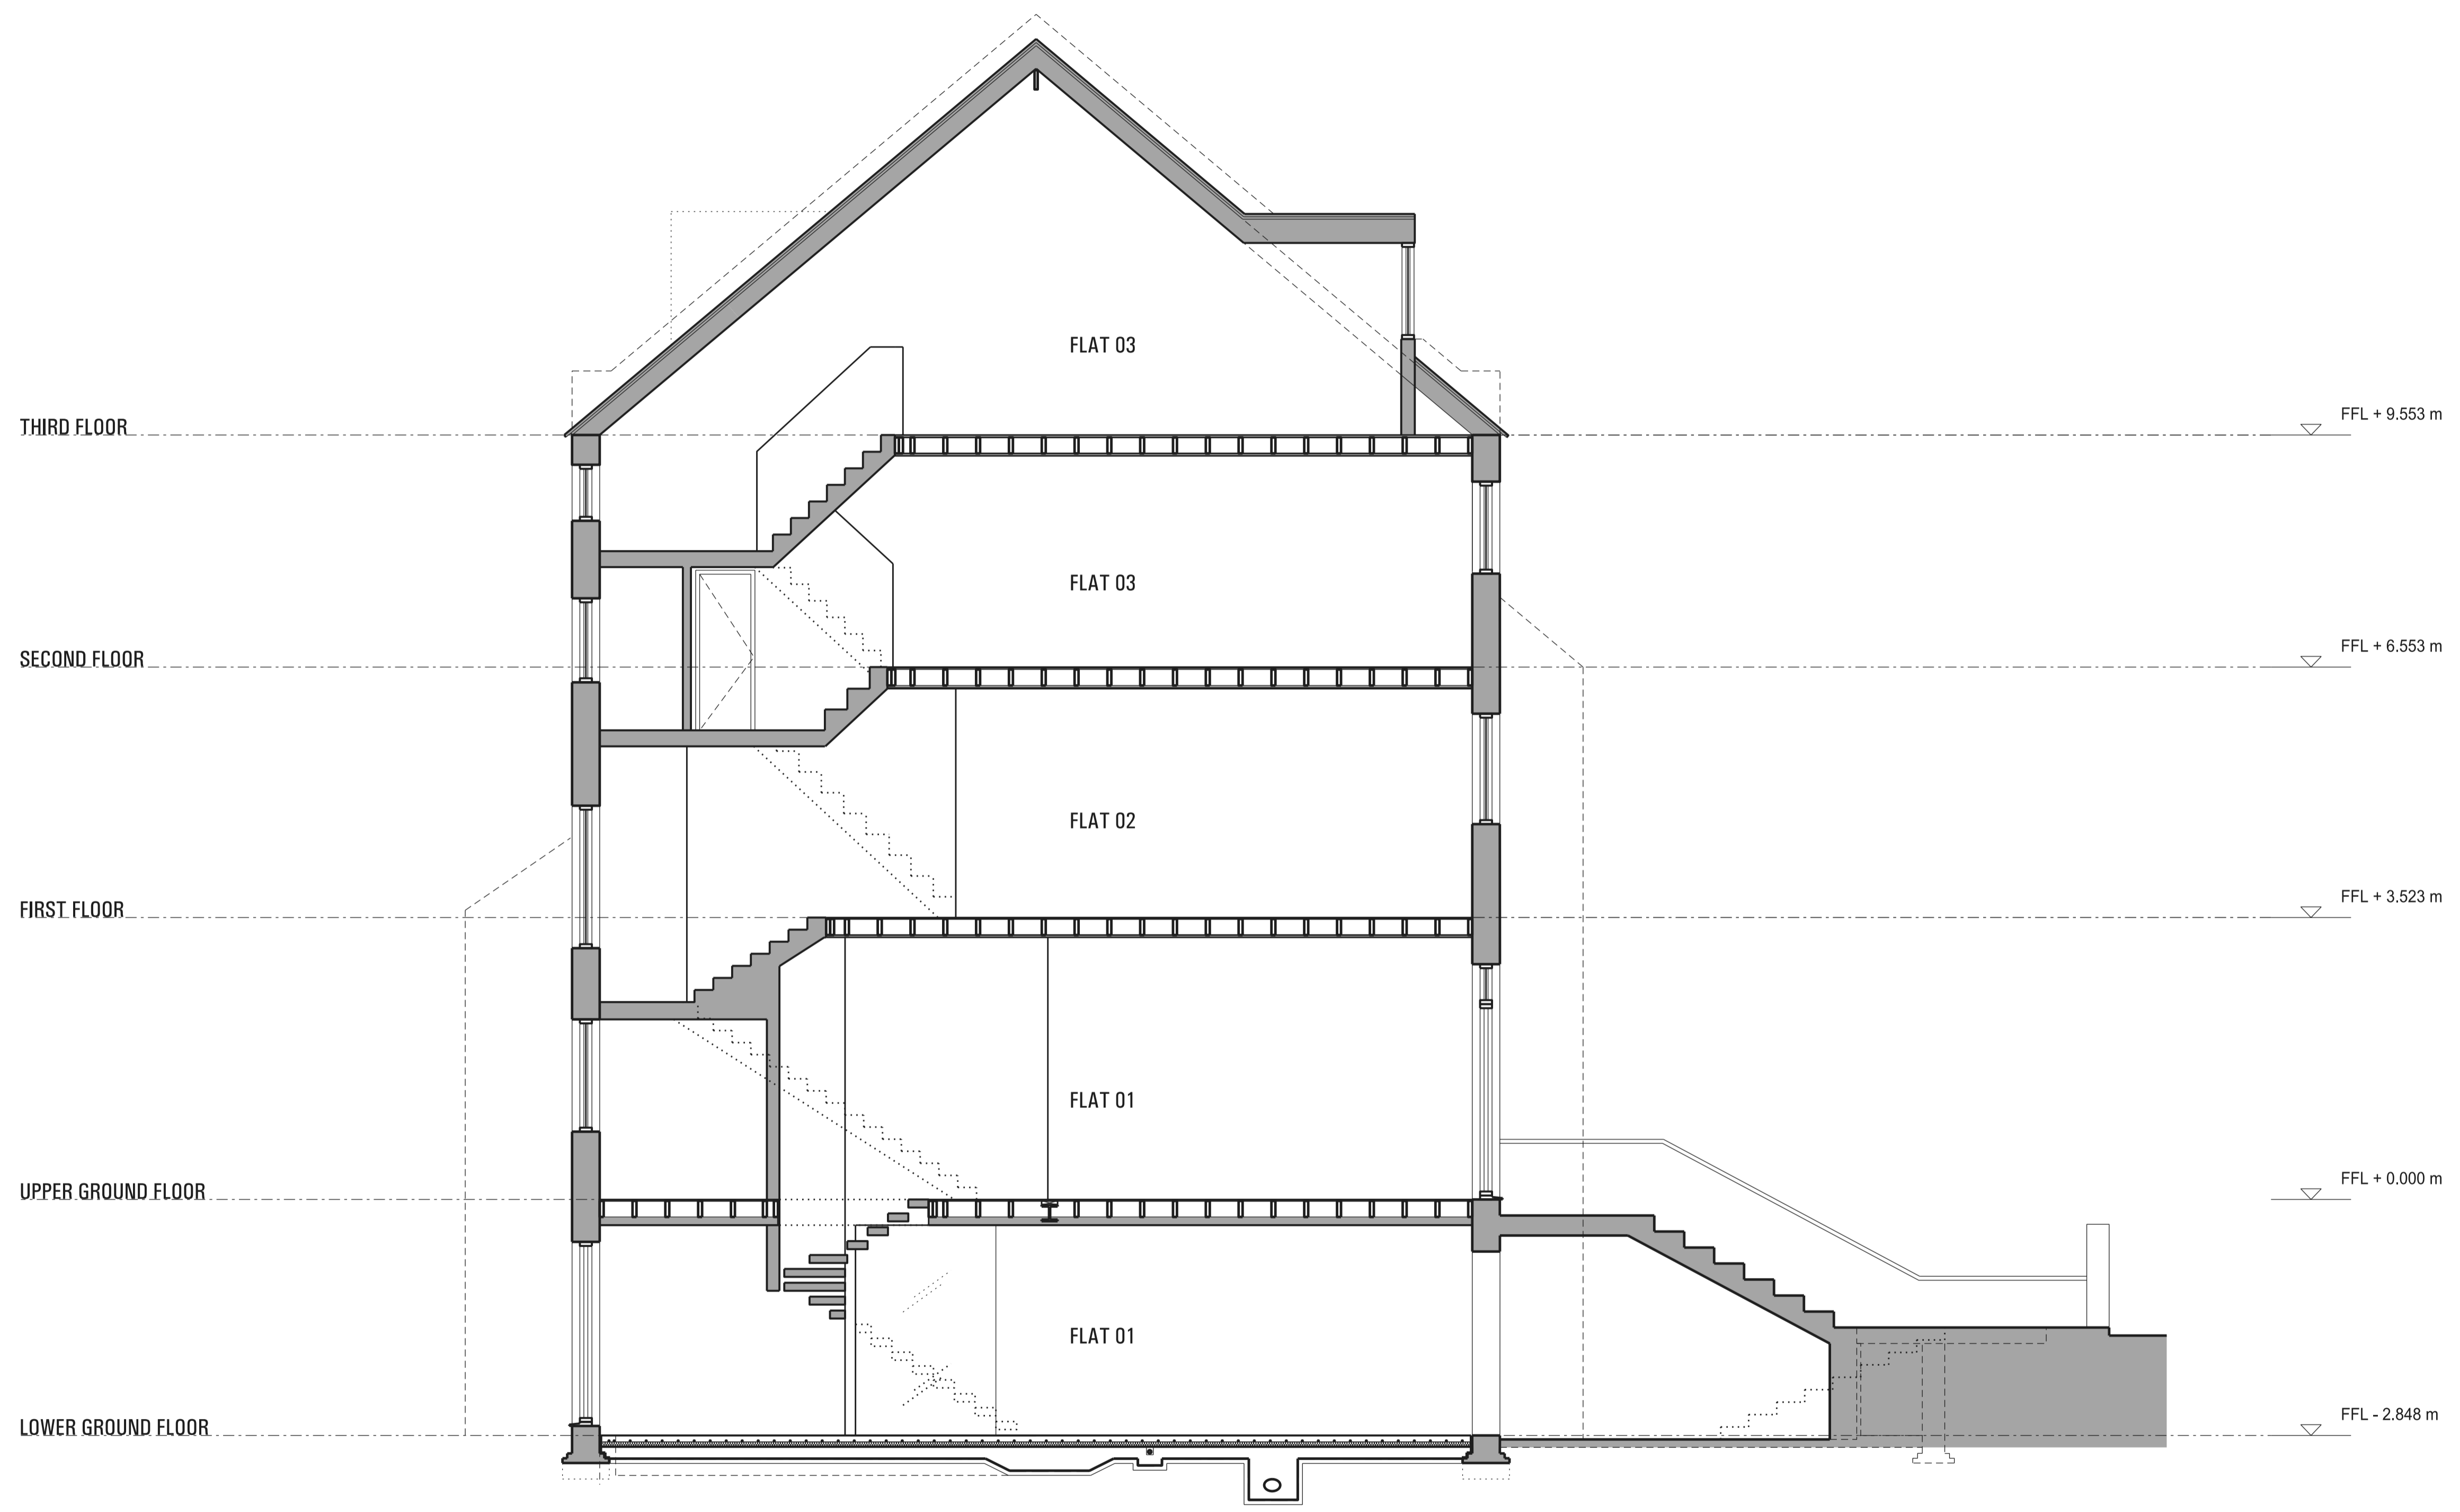 FLAT 03
THIRD FLOOR
FFL + 9.553 m
FLAT 03
SECOND FLOOR
FFL + 6.553 m
FLAT 02
FIRST FLOOR
FFL + 3.523 m
FLAT 01
UPPER GROUND FLOOR
FFL + 0.000 m
FLAT 01
LOWER GROUND FLOOR
FFL - 2.848 m